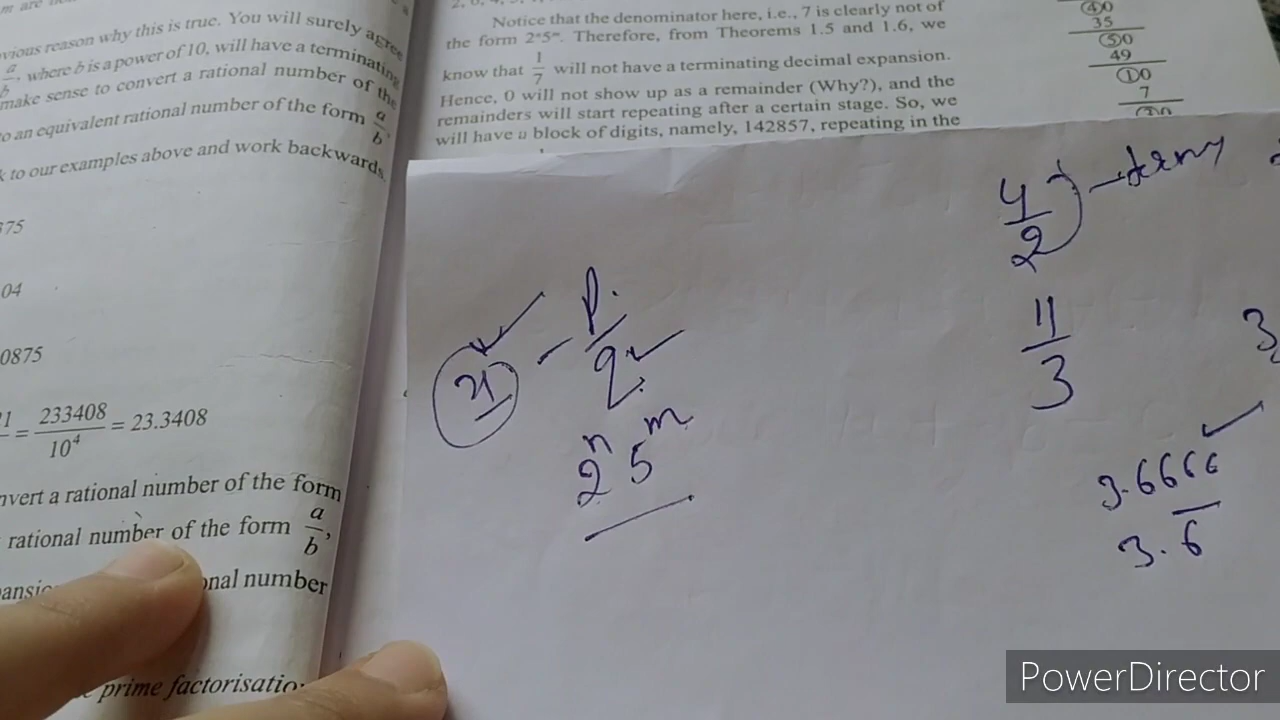 vious reason why this is true. You will surely agree
a/b, where b is a power of 10, will have a terminating
make sense to convert a rational number of the
to an equivalent rational number of the form a/b.
k to our examples above and work backwards.
375
04
0875
21/ = 233408/10⁴ = 23.3408
nvert a rational number of the form
rational number of the form a/b,
onal number
prime factorisatio
Notice that the denominator here, i.e., 7 is clearly not of
the form 2ⁿ5ᵐ. Therefore, from Theorems 1.5 and 1.6, we
know that 1/7 will not have a terminating decimal expansion.
Hence, 0 will not show up as a remainder (Why?), and the
remainders will start repeating after a certain stage. So, we
will have a block of digits, namely, 142857, repeating in the
40
35
50
49
10
7
4/2
11/3
p/q
2ⁿ5ᵐ
3.6666
3.6
PowerDirector